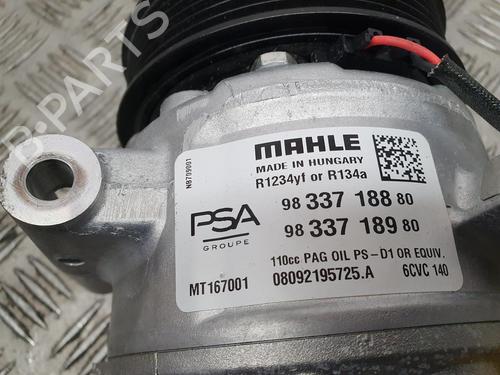 MAHLE
MADE IN HUNGARY
R1234yf or R134a
N8709001
98 337 188 80
98 337 189 80
PSA
GROUPE
110cc PAG OIL PS-D1 OR EQUIV.
MT167001 08092195725.A 6CVC 140
B-PARTS